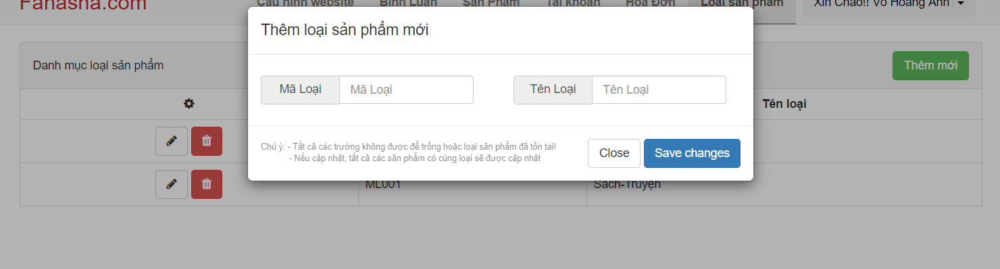 Fahasha.com
Cấu hình website Bình Luận Sản Phẩm Tài khoản Hóa Đơn Loại sản phẩm Xin Chào!! Võ Hoàng Anh
Thêm loại sản phẩm mới
Danh mục loại sản phẩm
Thêm mới
Mã Loại Mã Loại Tên Loại Tên Loại
Tên loại
Chú ý: - Tất cả các trường không được để trống hoặc loại sản phẩm đã tồn tại!
- Nếu cập nhật, tất cả các sản phẩm có cùng loại sẽ được cập nhật
Close Save changes
ML001 Sách-Truyện